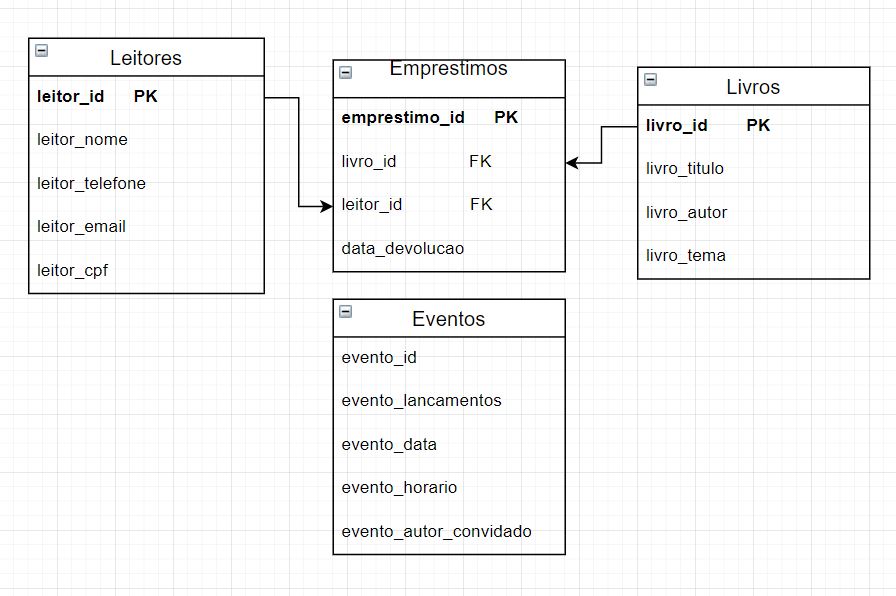 Leitores
leitor_id PK
leitor_nome
leitor_telefone
leitor_email
leitor_cpf
Emprestimos
emprestimo_id PK
livro_id FK
leitor_id FK
data_devolucao
Livros
livro_id PK
livro_titulo
livro_autor
livro_tema
Eventos
evento_id
evento_lancamentos
evento_data
evento_horario
evento_autor_convidado